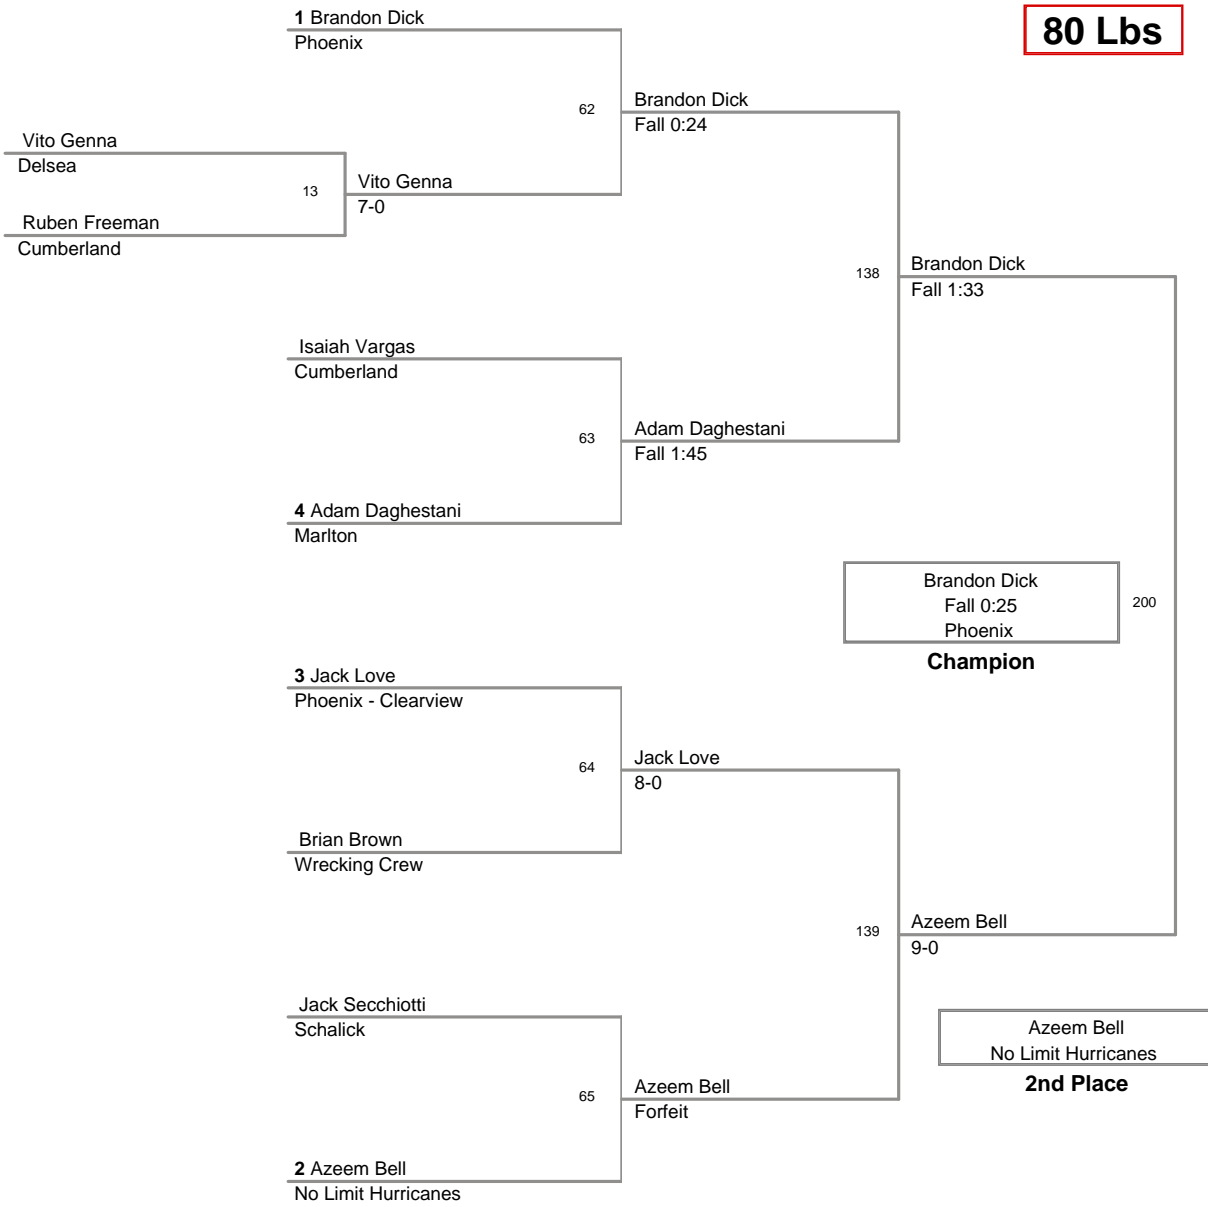 1 Brandon Dick
Phoenix
80 Lbs
62
Brandon Dick
Fall 0:24
Vito Genna
Delsea
13
Vito Genna
7-0
Ruben Freeman
Cumberland
138
Brandon Dick
Fall 1:33
Isaiah Vargas
Cumberland
63
Adam Daghestani
Fall 1:45
4 Adam Daghestani
Marlton
Brandon Dick
Fall 0:25
Phoenix
200
Champion
3 Jack Love
Phoenix - Clearview
64
Jack Love
8-0
Brian Brown
Wrecking Crew
139
Azeem Bell
9-0
Jack Secchiotti
Schalick
Azeem Bell
No Limit Hurricanes
2nd Place
65
Azeem Bell
Forfeit
2 Azeem Bell
No Limit Hurricanes